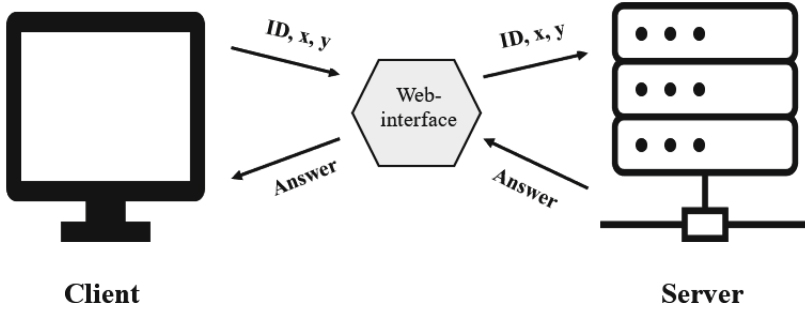 ID, x, y
ID, x, y
Web-
interface
Answer
Answer
Client
Server